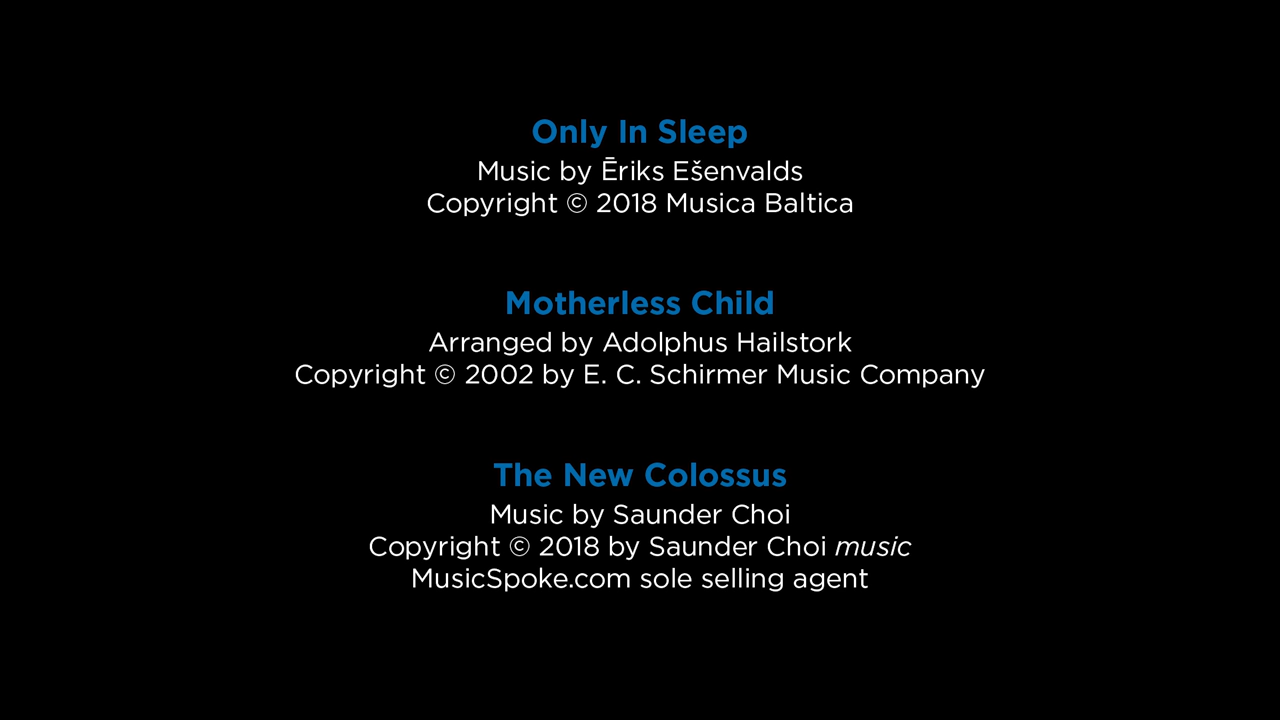 Only In Sleep
Music by Ēriks Ešenvalds
Copyright © 2018 Musica Baltica
Motherless Child
Arranged by Adolphus Hailstork
Copyright © 2002 by E. C. Schirmer Music Company
The New Colossus
Music by Saunder Choi
Copyright © 2018 by Saunder Choi music
MusicSpoke.com sole selling agent